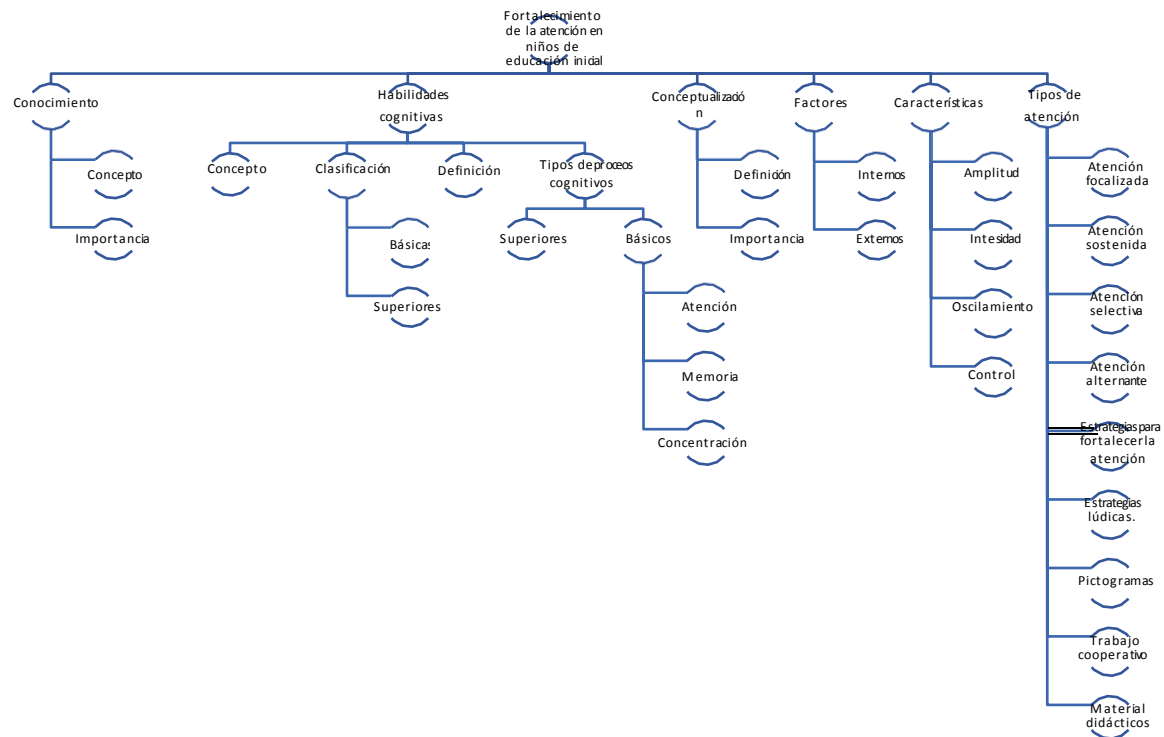 Fortalecimiento
de la atención en
niños de
educación inicial
Conocimiento
Concepto
Importancia
Habilidades
cognitivas
Concepto
Clasificación
Básicas
Superiores
Definición
Tipos deproceos
cognitivos
Superiores
Básicos
Atención
Memoria
Concentración
Conceptualizació
n
Definición
Importancia
Factores
Internos
Externos
Características
Amplitud
Intesidad
Oscilamiento
Control
Tipos de
atención
Atención
focalizada
Atención
sostenida
Atención
selectiva
Atención
alternante
Estrategias para
fortalecer la
atención
Estrategias
lúdicas.
Pictogramas
Trabajo
cooperativo
Material
didácticos